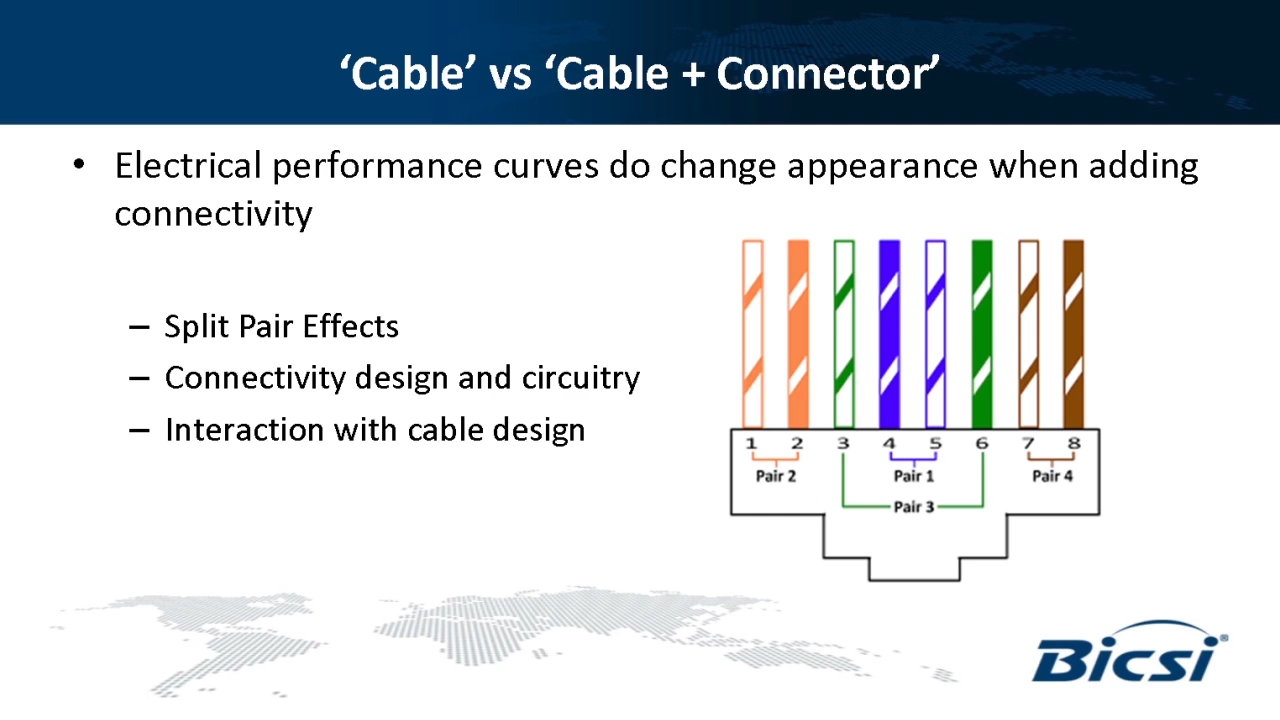 ‘Cable’ vs ‘Cable + Connector’
• Electrical performance curves do change appearance when adding
connectivity
– Split Pair Effects
– Connectivity design and circuitry
– Interaction with cable design
1 2 3 4 5 6 7 8
Pair 2 Pair 1 Pair 4
Pair 3
Bicsi®